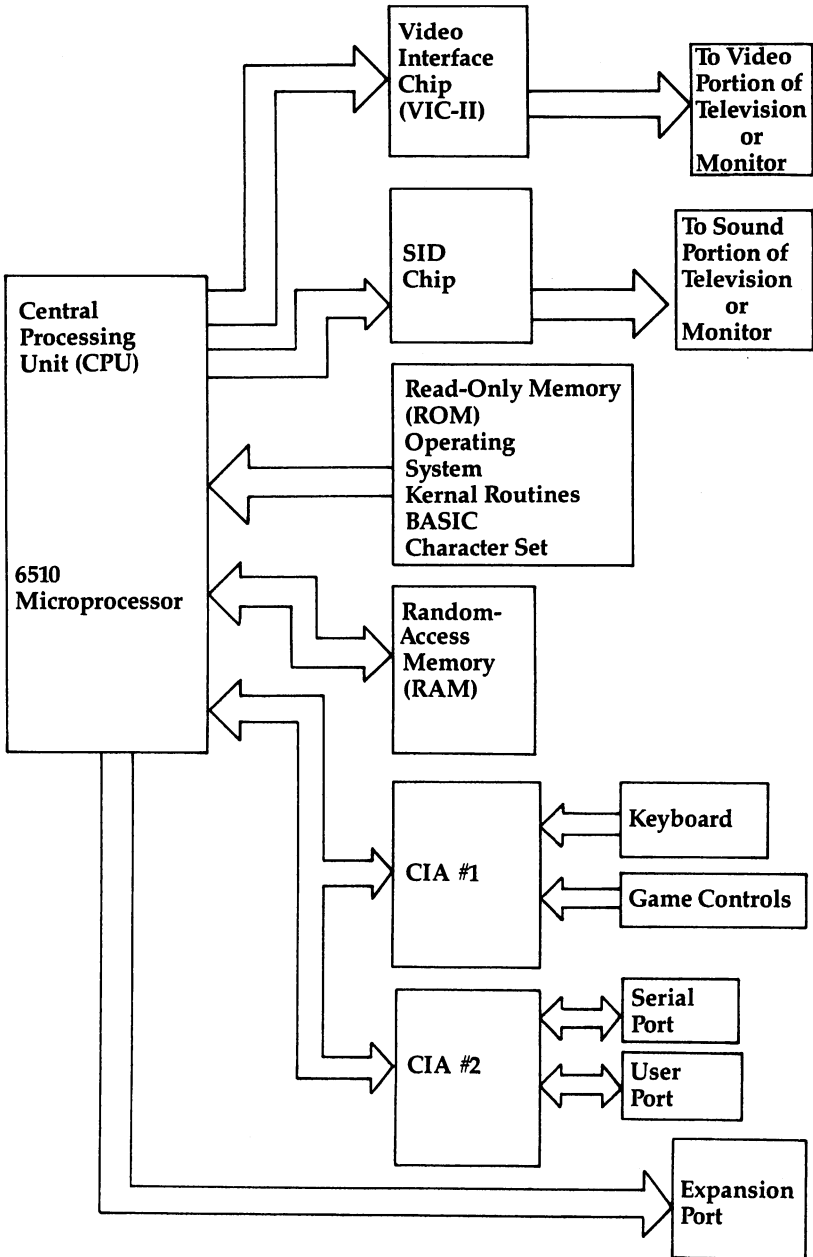 Video
Interface
Chip
(VIC-II)
To Video
Portion of
Television
or
Monitor
SID
Chip
To Sound
Portion of
Television
or
Monitor
Central
Processing
Unit (CPU)
6510
Microprocessor
Read-Only Memory
(ROM)
Operating
System
Kernal Routines
BASIC
Character Set
Random-
Access
Memory
(RAM)
CIA #1
Keyboard
Game Controls
CIA #2
Serial
Port
User
Port
Expansion
Port